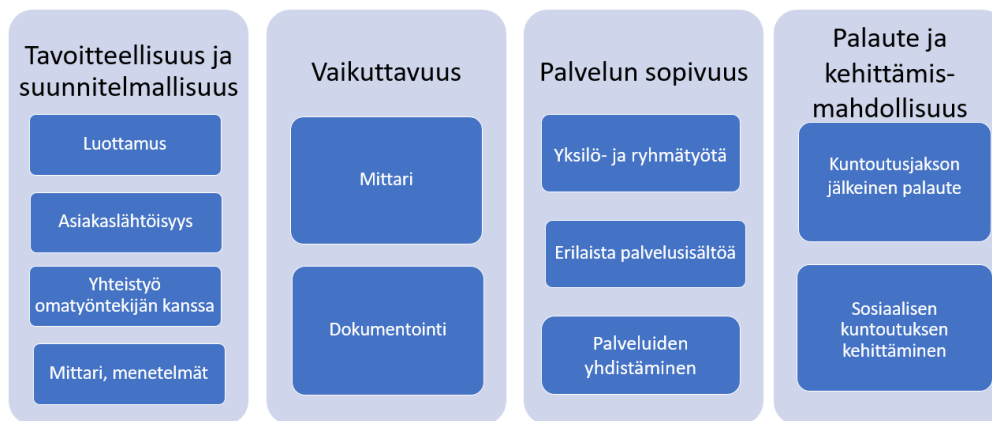 Tavoitteellisuus ja
suunnitelmallisuus
Luottamus
Asiakaslähtöisyys
Yhteistyö
omatyöntekijän kanssa
Mittari, menetelmät
Vaikuttavuus
Mittari
Dokumentointi
Palvelun sopivuus
Yksilö- ja ryhmätyötä
Erilaista palvelusisältöä
Palveluiden
yhdistäminen
Palaute ja
kehittämis-
mahdollisuus
Kuntoutusjakson
jälkeinen palaute
Sosiaalisen
kuntoutuksen
kehittäminen